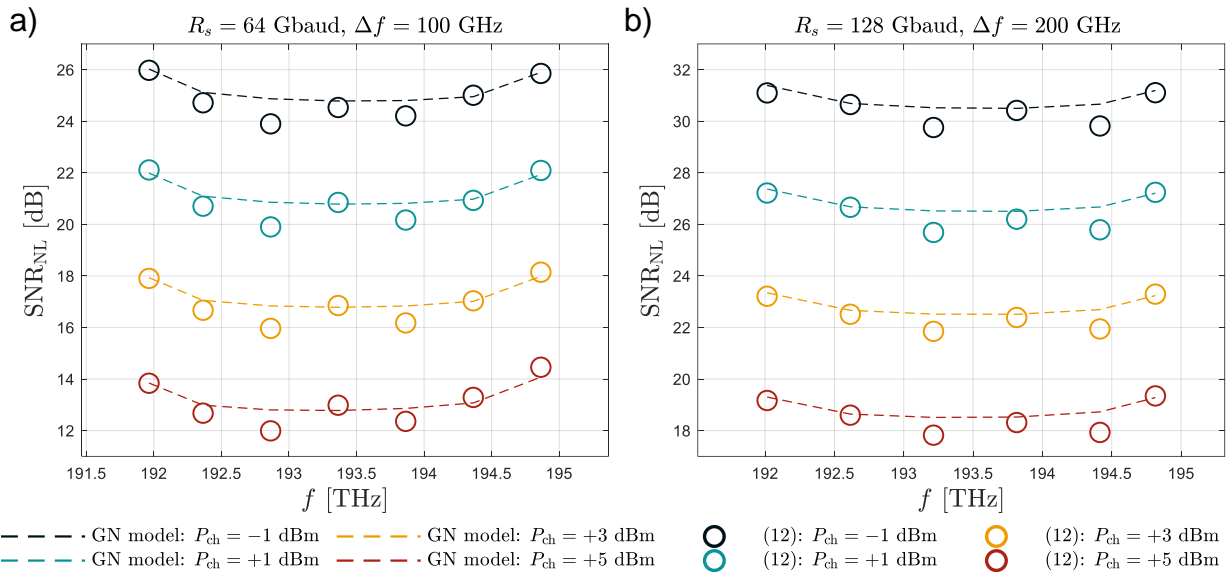 a)
R_s = 64 Gbaud, Δf = 100 GHz
26
24
22
20
18
16
14
12
SNR_NL [dB]
191.5 192 192.5 193 193.5 194 194.5 195
f [THz]
b)
R_s = 128 Gbaud, Δf = 200 GHz
32
30
28
26
24
22
20
18
SNR_NL [dB]
192 192.5 193 193.5 194 194.5 195
f [THz]
GN model: P_ch = −1 dBm GN model: P_ch = +3 dBm (12): P_ch = −1 dBm (12): P_ch = +3 dBm
GN model: P_ch = +1 dBm GN model: P_ch = +5 dBm (12): P_ch = +1 dBm (12): P_ch = +5 dBm